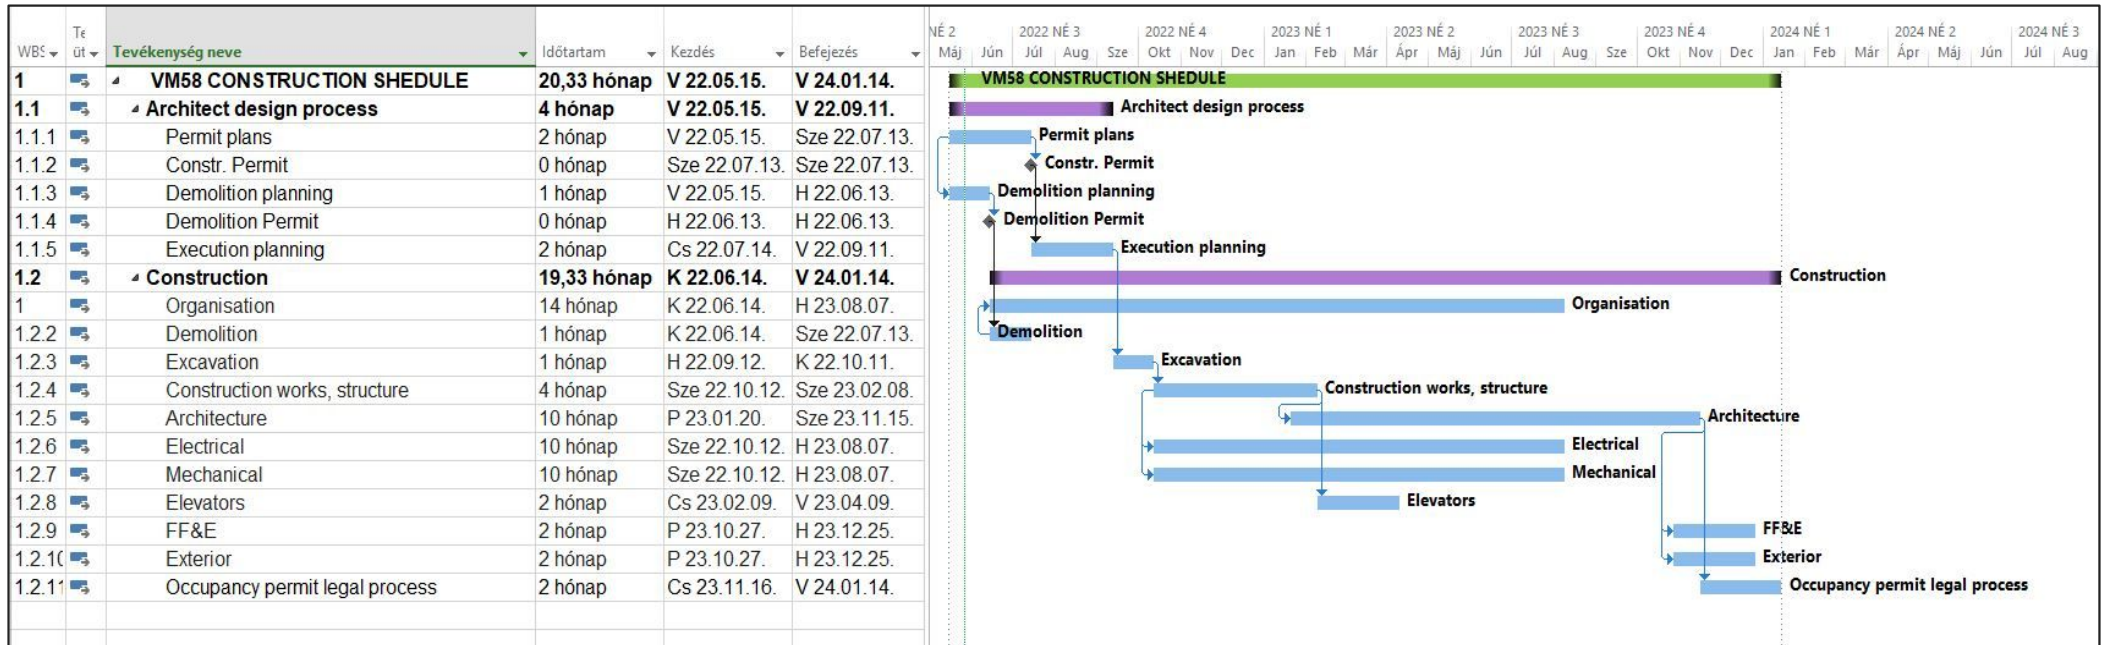 WBS Te üt Tevékenység neve Időtartam Kezdés Befejezés
NÉ 2 2022 NÉ 3 2022 NÉ 4 2023 NÉ 1 2023 NÉ 2 2023 NÉ 3 2023 NÉ 4 2024 NÉ 1 2024 NÉ 2 2024 NÉ 3
Máj Jún Júl Aug Sze Okt Nov Dec Jan Feb Már Ápr Máj Jún Júl Aug Sze Okt Nov Dec Jan Feb Már Ápr Máj Jún Júl Aug
1 VM58 CONSTRUCTION SHEDULE 20,33 hónap V 22.05.15. V 24.01.14. VM58 CONSTRUCTION SHEDULE
1.1 Architect design process 4 hónap V 22.05.15. V 22.09.11. Architect design process
1.1.1 Permit plans 2 hónap V 22.05.15. Sze 22.07.13. Permit plans
1.1.2 Constr. Permit 0 hónap Sze 22.07.13. Sze 22.07.13. Constr. Permit
1.1.3 Demolition planning 1 hónap V 22.05.15. H 22.06.13. Demolition planning
1.1.4 Demolition Permit 0 hónap H 22.06.13. H 22.06.13. Demolition Permit
1.1.5 Execution planning 2 hónap Cs 22.07.14. V 22.09.11. Execution planning
1.2 Construction 19,33 hónap K 22.06.14. V 24.01.14. Construction
1 Organisation 14 hónap K 22.06.14. H 23.08.07. Organisation
1.2.2 Demolition 1 hónap K 22.06.14. Sze 22.07.13. Demolition
1.2.3 Excavation 1 hónap H 22.09.12. K 22.10.11. Excavation
1.2.4 Construction works, structure 4 hónap Sze 22.10.12. Sze 23.02.08. Construction works, structure
1.2.5 Architecture 10 hónap P 23.01.20. Sze 23.11.15. Architecture
1.2.6 Electrical 10 hónap Sze 22.10.12. H 23.08.07. Electrical
1.2.7 Mechanical 10 hónap Sze 22.10.12. H 23.08.07. Mechanical
1.2.8 Elevators 2 hónap Cs 23.02.09. V 23.04.09. Elevators
1.2.9 FF&E 2 hónap P 23.10.27. H 23.12.25. FF&E
1.2.10 Exterior 2 hónap P 23.10.27. H 23.12.25. Exterior
1.2.11 Occupancy permit legal process 2 hónap Cs 23.11.16. V 24.01.14. Occupancy permit legal process